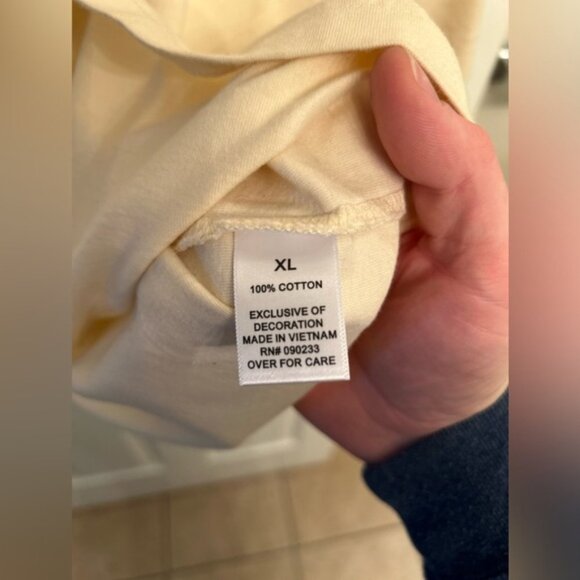 XL
100% COTTON
EXCLUSIVE OF
DECORATION
MADE IN VIETNAM
RN# 090233
OVER FOR CARE